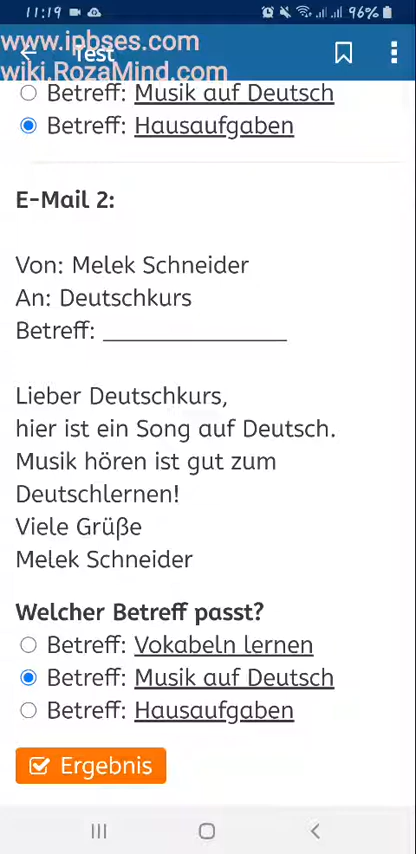 11:19
96%
www.ipbses.com
Test
wiki.RozaMind.com
Betreff: Musik auf Deutsch
Betreff: Hausaufgaben
E-Mail 2:
Von: Melek Schneider
An: Deutschkurs
Betreff: ______________
Lieber Deutschkurs,
hier ist ein Song auf Deutsch.
Musik hören ist gut zum
Deutschlernen!
Viele Grüße
Melek Schneider
Welcher Betreff passt?
Betreff: Vokabeln lernen
Betreff: Musik auf Deutsch
Betreff: Hausaufgaben
Ergebnis